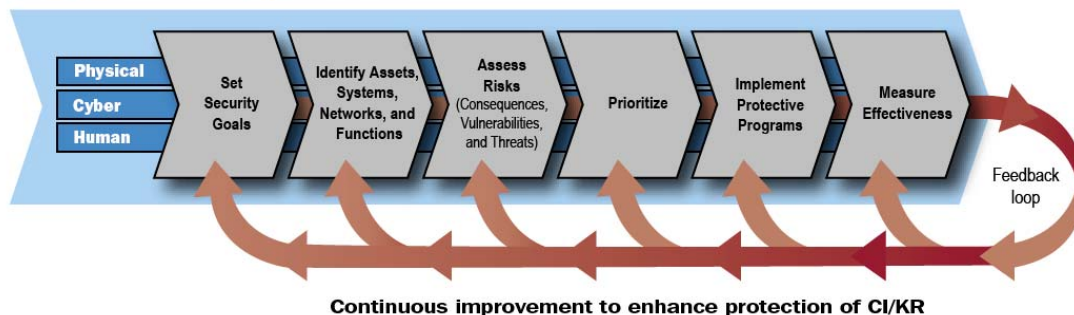 Physical
Cyber
Human
Set
Security
Goals
Identify Assets,
Systems,
Networks, and
Functions
Assess
Risks
(Consequences,
Vulnerabilities,
and Threats)
Prioritize
Implement
Protective
Programs
Measure
Effectiveness
Feedback
loop
Continuous improvement to enhance protection of CI/KR